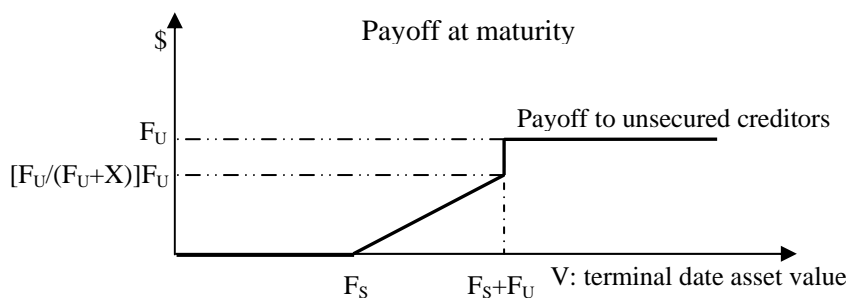 Payoff at maturity
$
Payoff to unsecured creditors
F_U
[F_U/(F_U+X)]F_U
F_S
F_S+F_U
V: terminal date asset value